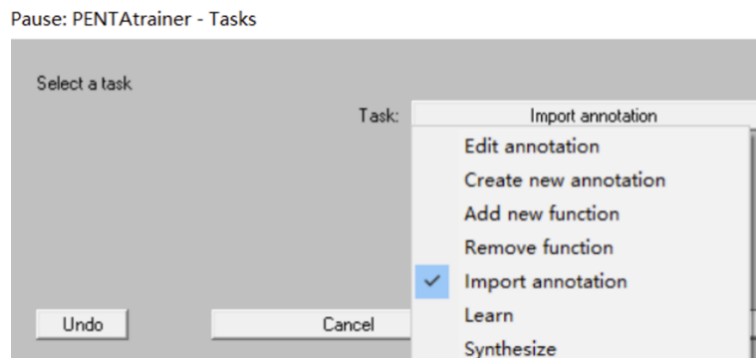 Pause: PENTAtrainer - Tasks
Select a task
Task: Import annotation
Edit annotation
Create new annotation
Add new function
Remove function
Import annotation
Learn
Synthesize
Undo Cancel